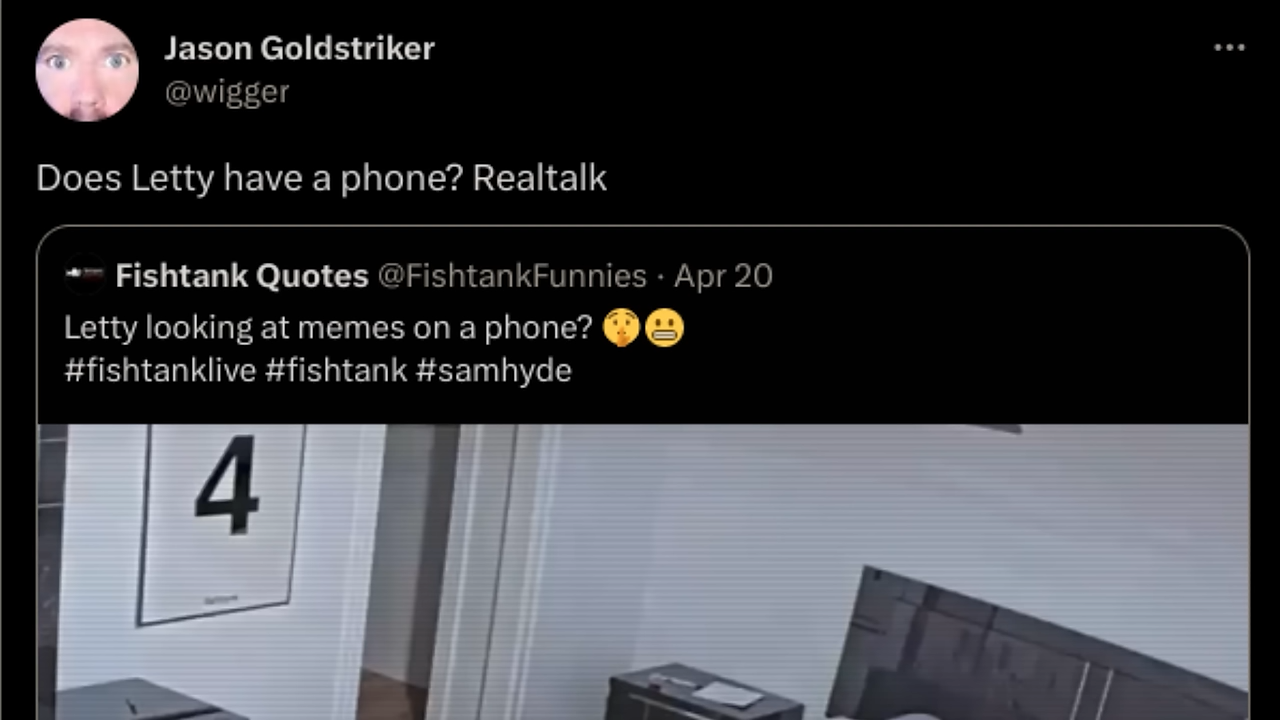 Jason Goldstriker
@wigger
Does Letty have a phone? Realtalk
Fishtank Quotes @FishtankFunnies · Apr 20
Letty looking at memes on a phone? 🤫😬
#fishtanklive #fishtank #samhyde
4